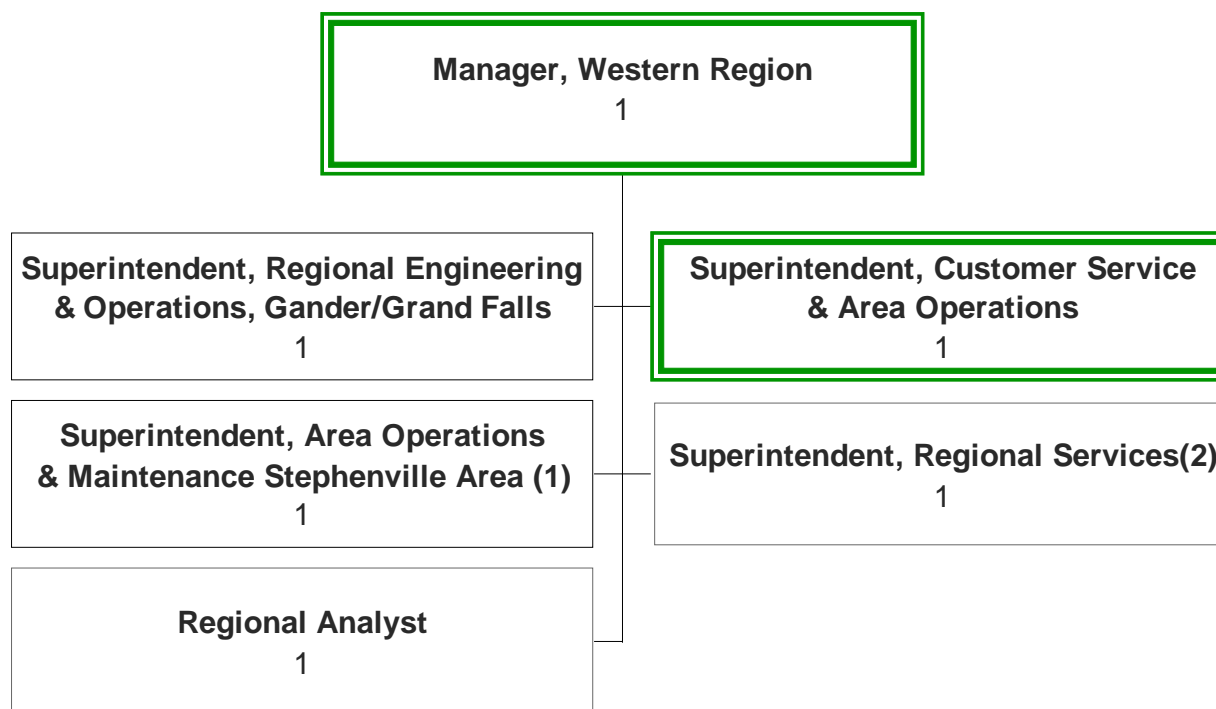 Manager, Western Region
1
Superintendent, Regional Engineering
& Operations, Gander/Grand Falls
1
Superintendent, Customer Service
& Area Operations
1
Superintendent, Area Operations
& Maintenance Stephenville Area (1)
1
Superintendent, Regional Services(2)
1
Regional Analyst
1